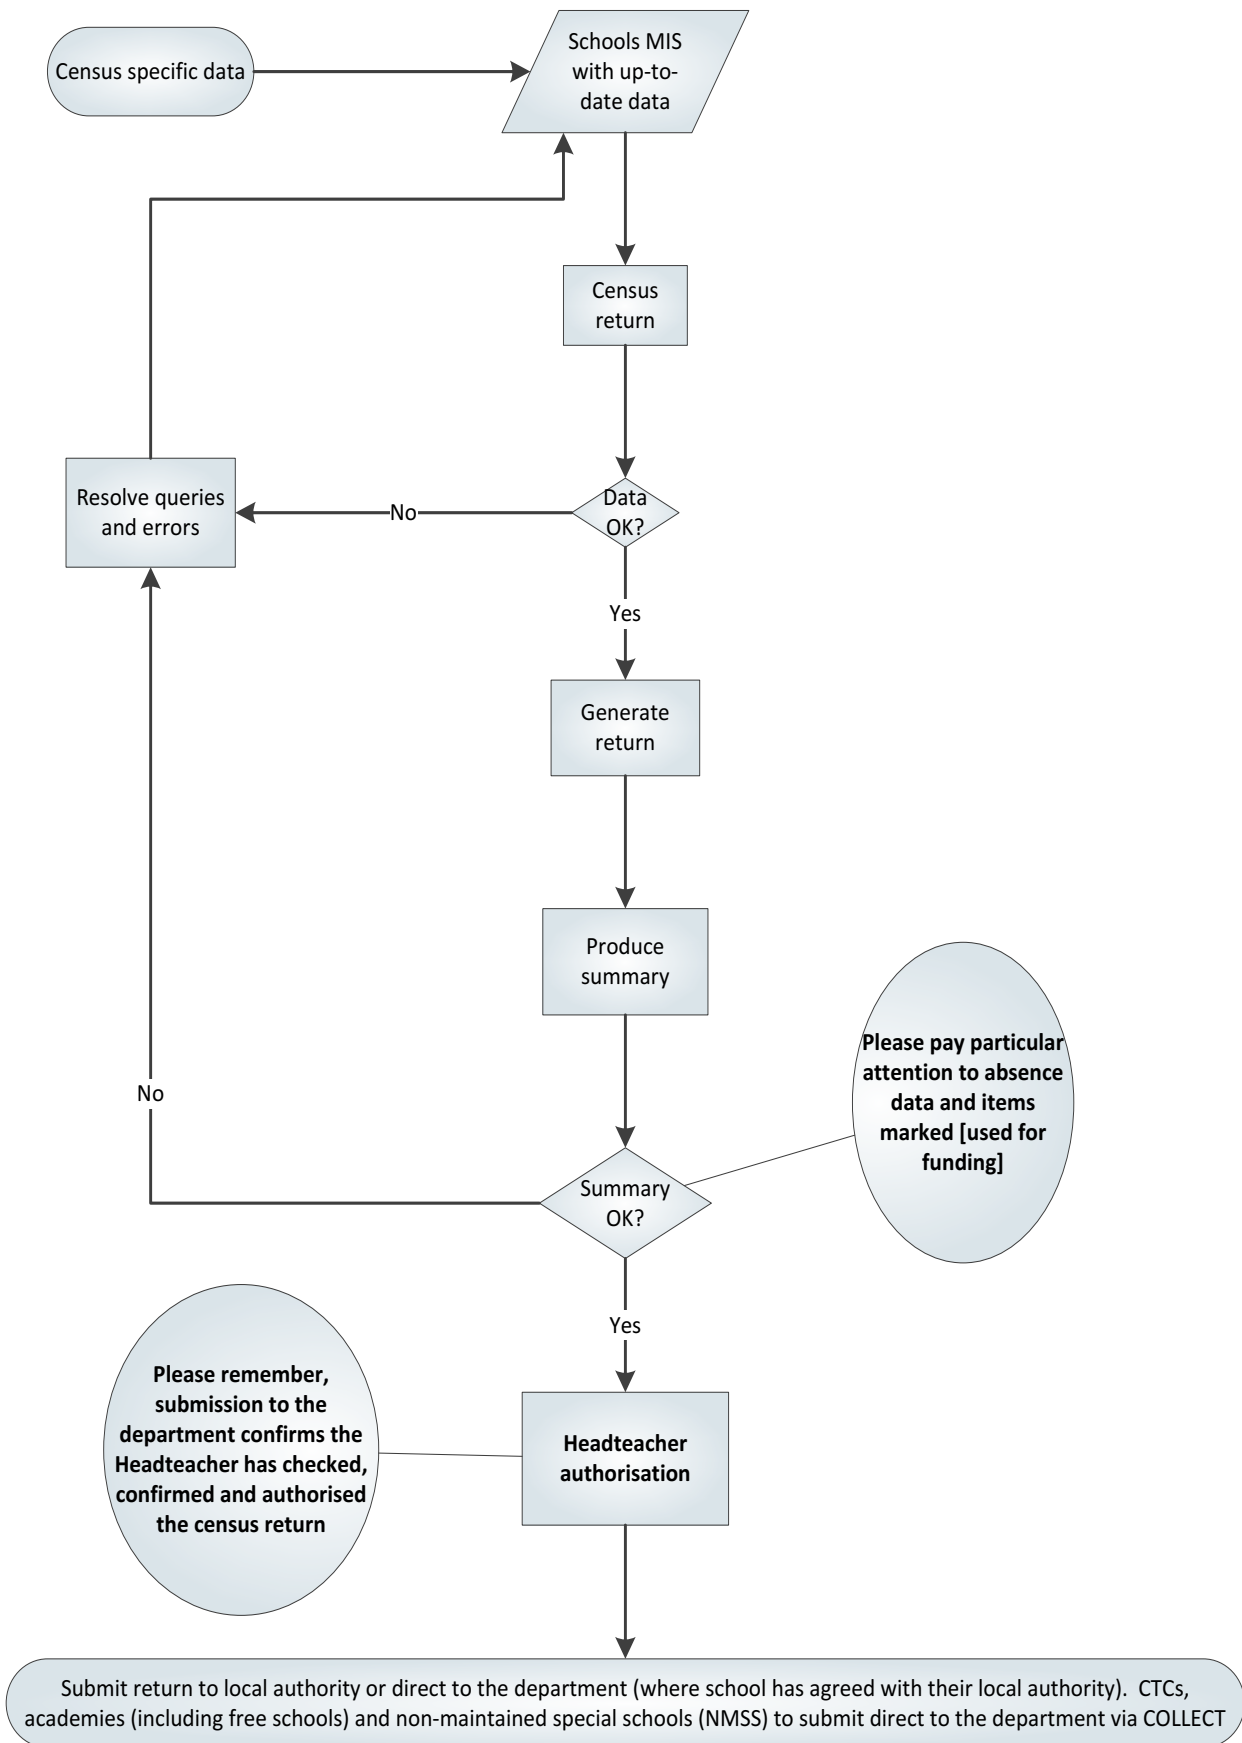 Census specific data
Schools MIS
with up-to-
date data
Census
return
Data
OK?
No
Resolve queries
and errors
Yes
Generate
return
Produce
summary
Please pay particular
attention to absence
data and items
marked [used for
funding]
No
Summary
OK?
Yes
Please remember,
submission to the
department confirms the
Headteacher has checked,
confirmed and authorised
the census return
Headteacher
authorisation
Submit return to local authority or direct to the department (where school has agreed with their local authority).  CTCs,
academies (including free schools) and non-maintained special schools (NMSS) to submit direct to the department via COLLECT